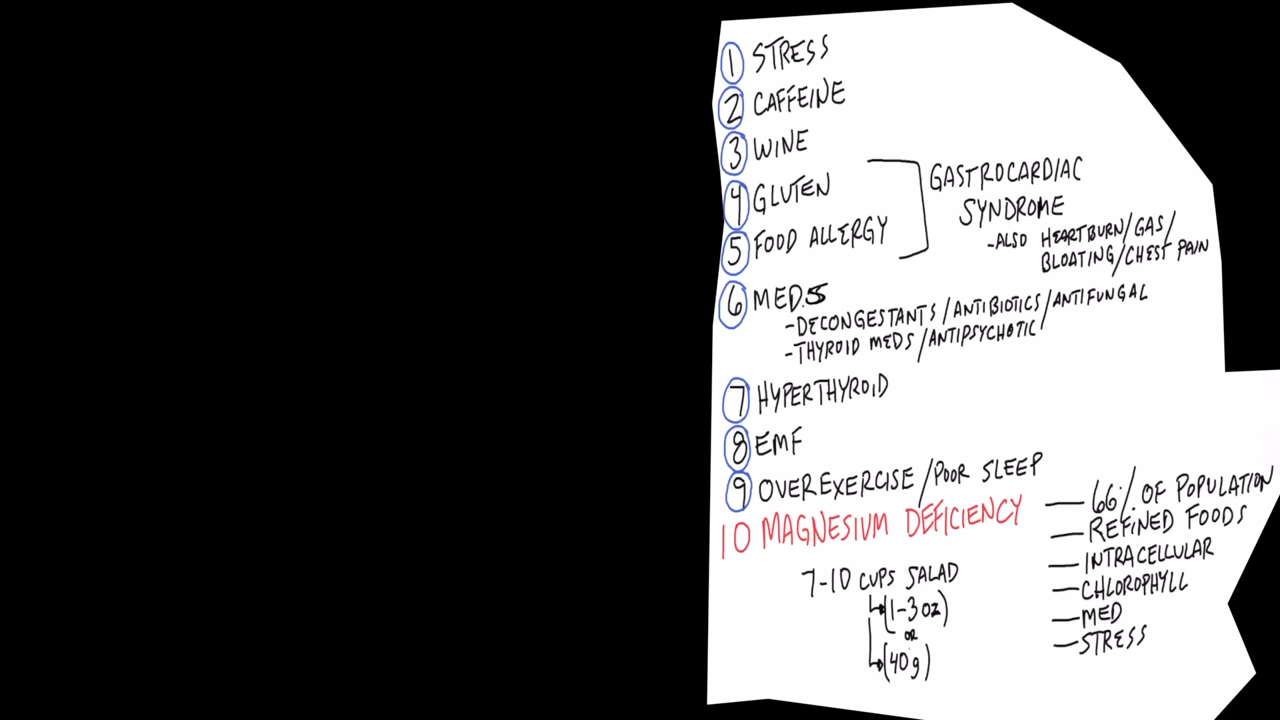 1 STRESS
2 CAFFEINE
3 WINE
4 GLUTEN
5 FOOD ALLERGY
GASTROCARDIAC
SYNDROME
-ALSO HEARTBURN/GAS/
BLOATING/CHEST PAIN
6 MEDS
-DECONGESTANTS/ANTIBIOTICS/ANTIFUNGAL
-THYROID MEDS/ANTIPSYCHOTIC/
7 HYPERTHYROID
8 EMF
9 OVEREXERCISE/POOR SLEEP
10 MAGNESIUM DEFICIENCY
7-10 CUPS SALAD
(1-3 oz)
OR
(40g)
— 66% OF POPULATION
— REFINED FOODS
— INTRACELLULAR
— CHLOROPHYLL
— MED
— STRESS